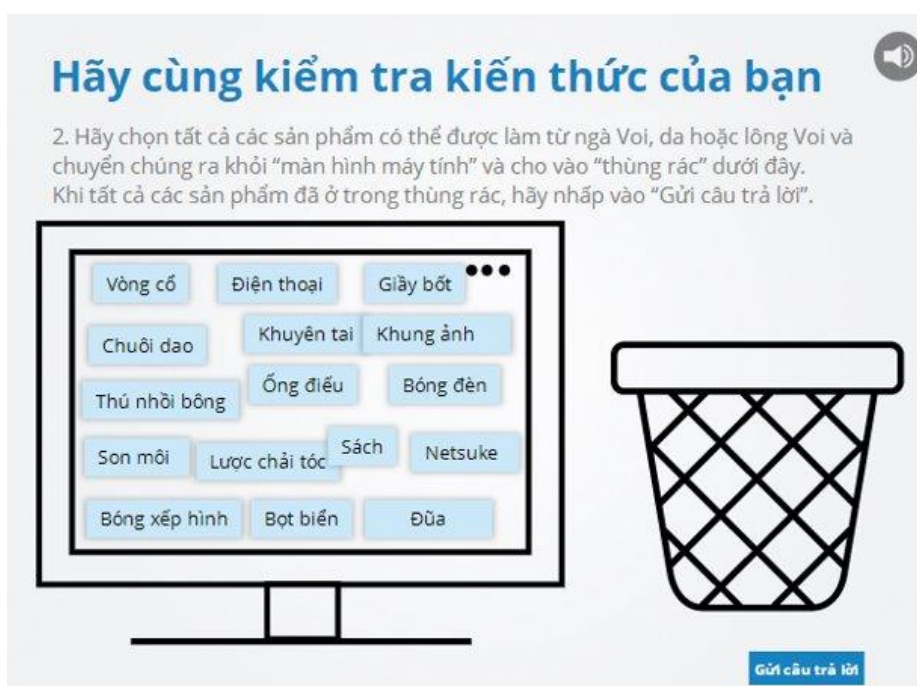 Hãy cùng kiểm tra kiến thức của bạn
2. Hãy chọn tất cả các sản phẩm có thể được làm từ ngà Voi, da hoặc lông Voi và
chuyển chúng ra khỏi “màn hình máy tính” và cho vào “thùng rác” dưới đây.
Khi tất cả các sản phẩm đã ở trong thùng rác, hãy nhấp vào “Gửi câu trả lời”.
Vòng cổ
Điện thoại
Giầy bốt
Chuôi dao
Khuyên tai
Khung ảnh
Thú nhồi bông
Ống điếu
Bóng đèn
Son môi
Lược chải tóc
Sách
Netsuke
Bóng xếp hình
Bọt biển
Đũa
Gửi câu trả lời